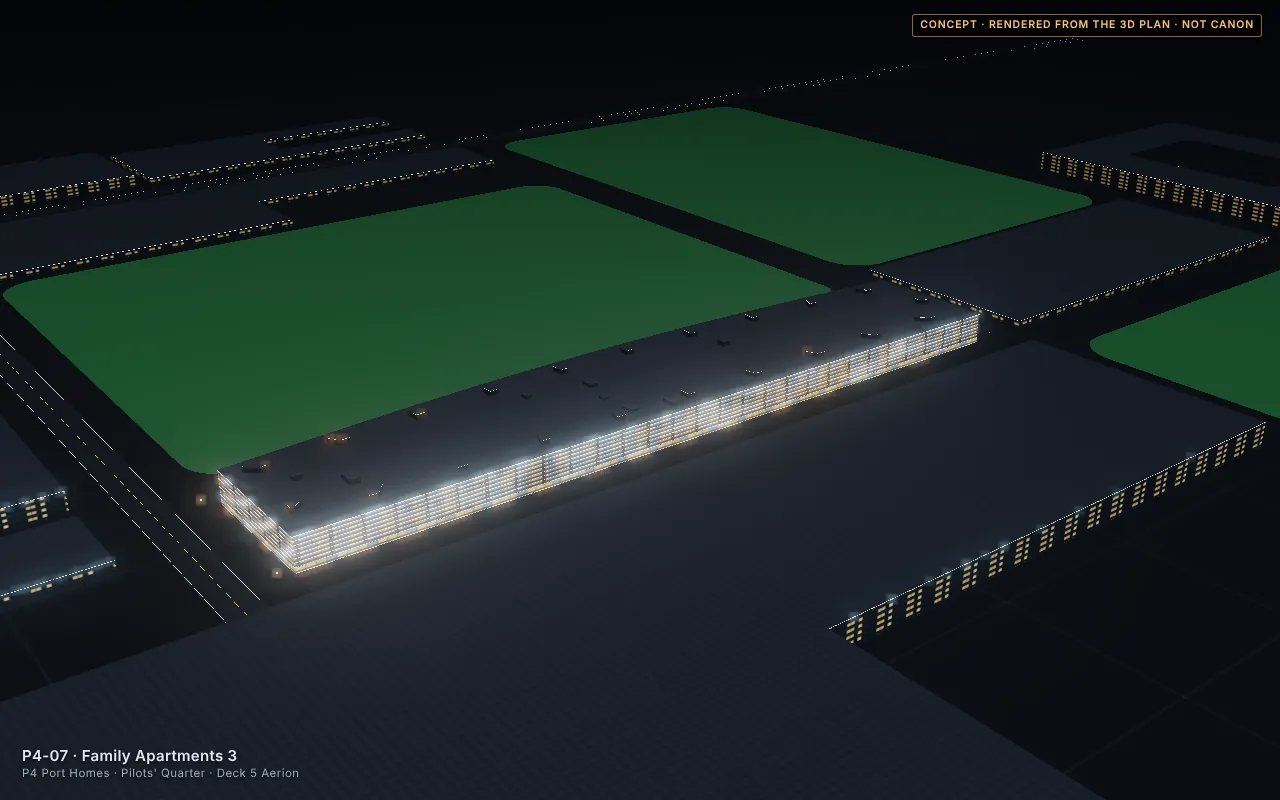 CONCEPT · RENDERED FROM THE 3D PLAN · NOT CANON
P4-07 · Family Apartments 3
P4 Port Homes · Pilots' Quarter · Deck 5 Aerion